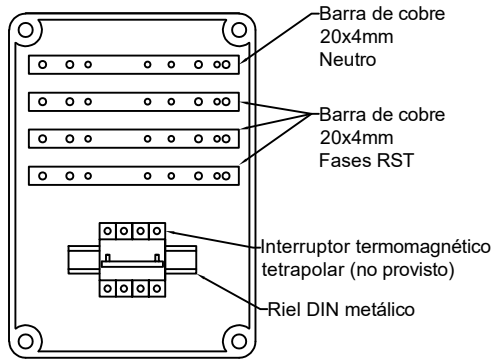 Barra de cobre
20x4mm
Neutro
Barra de cobre
20x4mm
Fases RST
Interruptor termomagnético
tetrapolar (no provisto)
Riel DIN metálico